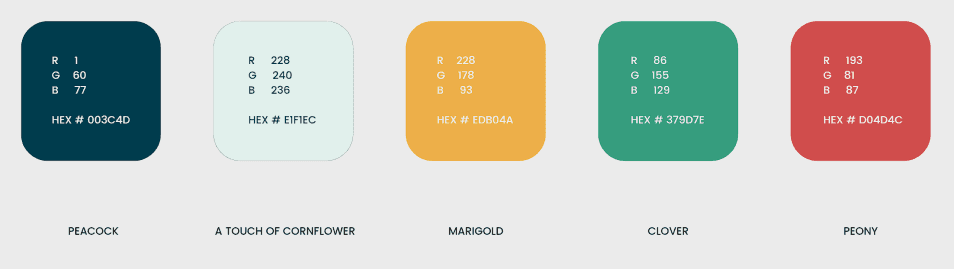 R 1
G 60
B 77
HEX # 003C4D
R 228
G 240
B 236
HEX # E1F1EC
R 228
G 178
B 93
HEX # EDB04A
R 86
G 155
B 129
HEX # 379D7E
R 193
G 81
B 87
HEX # D04D4C
PEACOCK
A TOUCH OF CORNFLOWER
MARIGOLD
CLOVER
PEONY